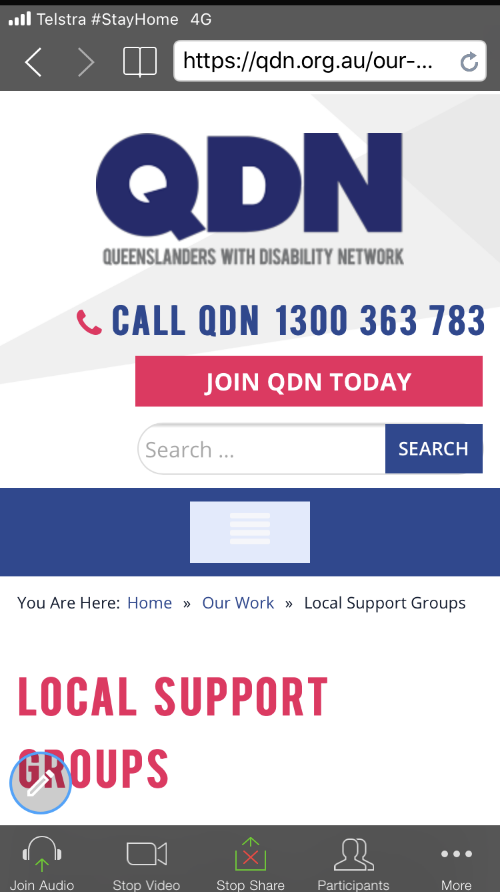 Telstra #StayHome 4G
https://qdn.org.au/our-...
QDN
QUEENSLANDERS WITH DISABILITY NETWORK
CALL QDN 1300 363 783
JOIN QDN TODAY
Search ... SEARCH
You Are Here: Home » Our Work » Local Support Groups
LOCAL SUPPORT
GROUPS
Join Audio Stop Video Stop Share Participants More